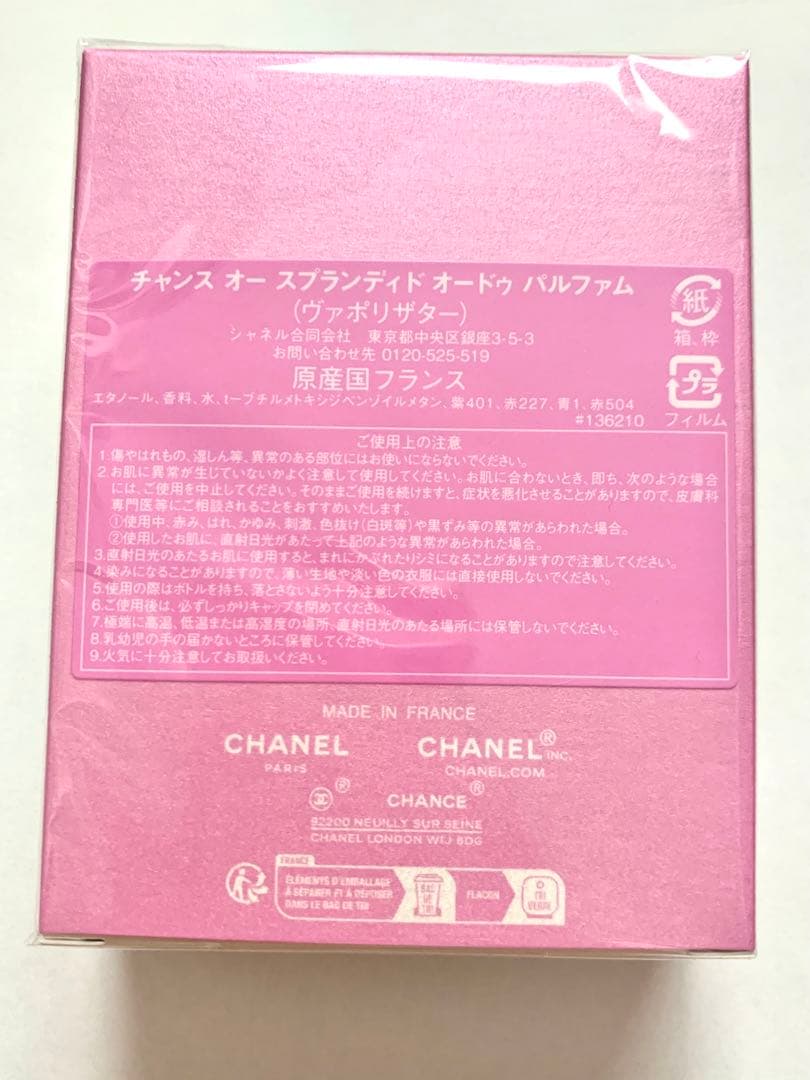 チャンス オー スプランディド オードゥ パルファム
(ヴァポリザター)
シャネル合同会社 東京都中央区銀座3-5-3
お問い合わせ先 0120-525-519
原産国フランス
エタノール、香料、水、t-ブチルメトキシジベンゾイルメタン、紫401、赤227、青1、赤504
#136210
紙
箱、枠
プラ
フィルム
ご使用上の注意
1.傷やはれもの、湿しん等、異常のある部位にはお使いにならないでください。
2.お肌に異常が生じていないかよく注意して使用してください。お肌に合わないとき、即ち、次のような場合
には、ご使用を中止してください。そのままご使用を続けますと、症状を悪化させることがありますので、皮膚科
専門医等にご相談されることをおすすめいたします。
①使用中、赤み、はれ、かゆみ、刺激、色抜け(白斑等)や黒ずみ等の異常があらわれた場合。
②使用したお肌に、直射日光があたって上記のような異常があらわれた場合。
3.直射日光のあたるお肌に使用すると、まれにかぶれたりシミになることがありますので注意してください。
4.染みになることがありますので、薄い生地や淡い色の衣服には直接使用しないでください。
5.使用の際はボトルを持ち、落とさないよう十分注意してください。
6.ご使用後は、必ずしっかりキャップを閉めてください。
7.極端に高温、低温または高湿度の場所、直射日光のあたる場所には保管しないでください。
8.乳幼児の手の届かないところに保管してください。
9.火気に十分注意してお取扱いください。
MADE IN FRANCE
CHANEL CHANEL® INC.
PARIS CHANEL.COM
® CHANCE®
92200 NEUILLY SUR SEINE
CHANEL LONDON W1J 6DG
FRANCE
ÉLÉMENTS D'EMBALLAGE
À SÉPARER ET À DÉPOSER
DANS LE BAC DE TRI
BAC
DE
TRI
FLACON
TRI
VERRE